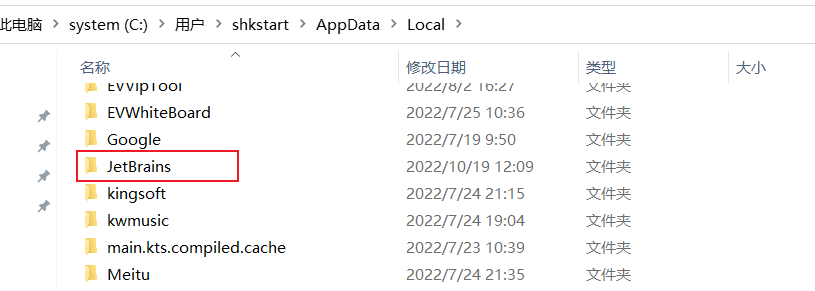 此电脑 > system (C:) > 用户 > shkstart > AppData > Local >
名称 修改日期 类型 大小
EVVipTool 2022/8/2 16:27 文件夹
EVWhiteBoard 2022/7/25 10:36 文件夹
Google 2022/7/19 9:50 文件夹
JetBrains 2022/10/19 12:09 文件夹
kingsoft 2022/7/24 21:15 文件夹
kwmusic 2022/7/24 19:04 文件夹
main.kts.compiled.cache 2022/7/23 10:39 文件夹
Meitu 2022/7/24 21:35 文件夹